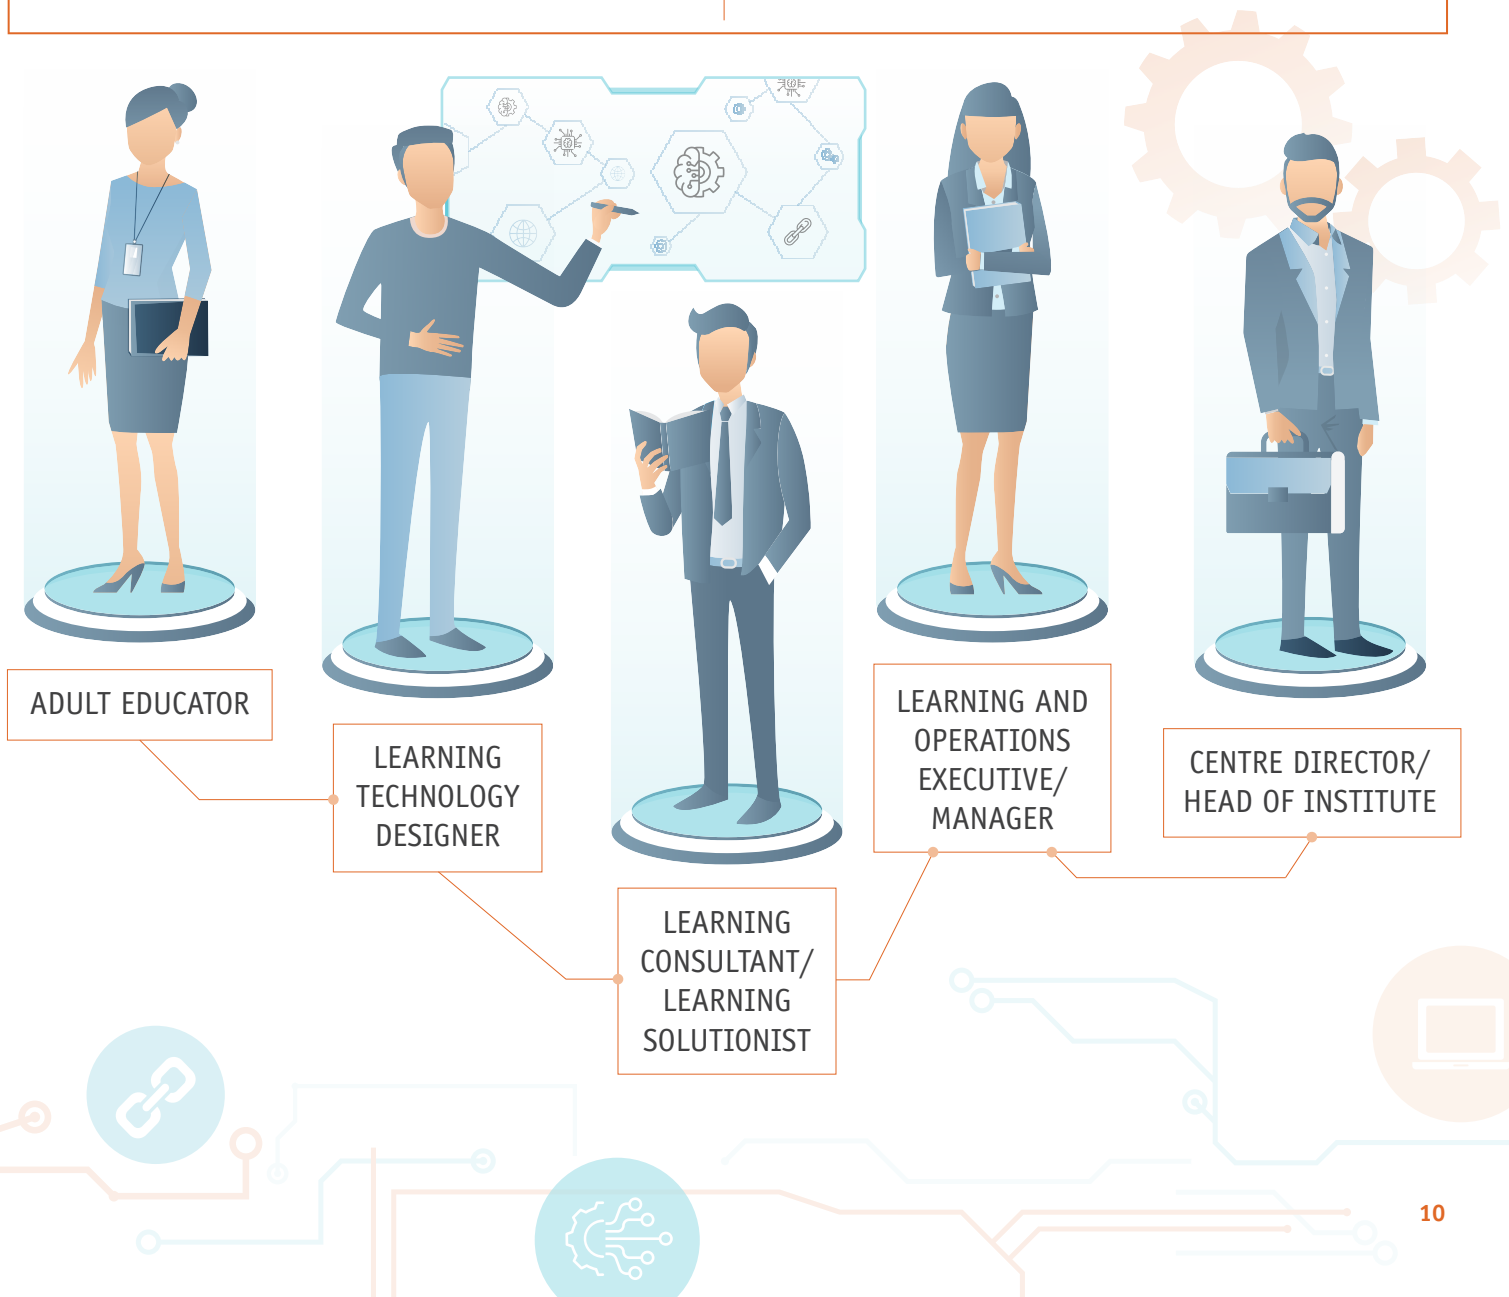 ADULT EDUCATOR
LEARNING
TECHNOLOGY
DESIGNER
LEARNING
CONSULTANT/
LEARNING
SOLUTIONIST
LEARNING AND
OPERATIONS
EXECUTIVE/
MANAGER
CENTRE DIRECTOR/
HEAD OF INSTITUTE
10